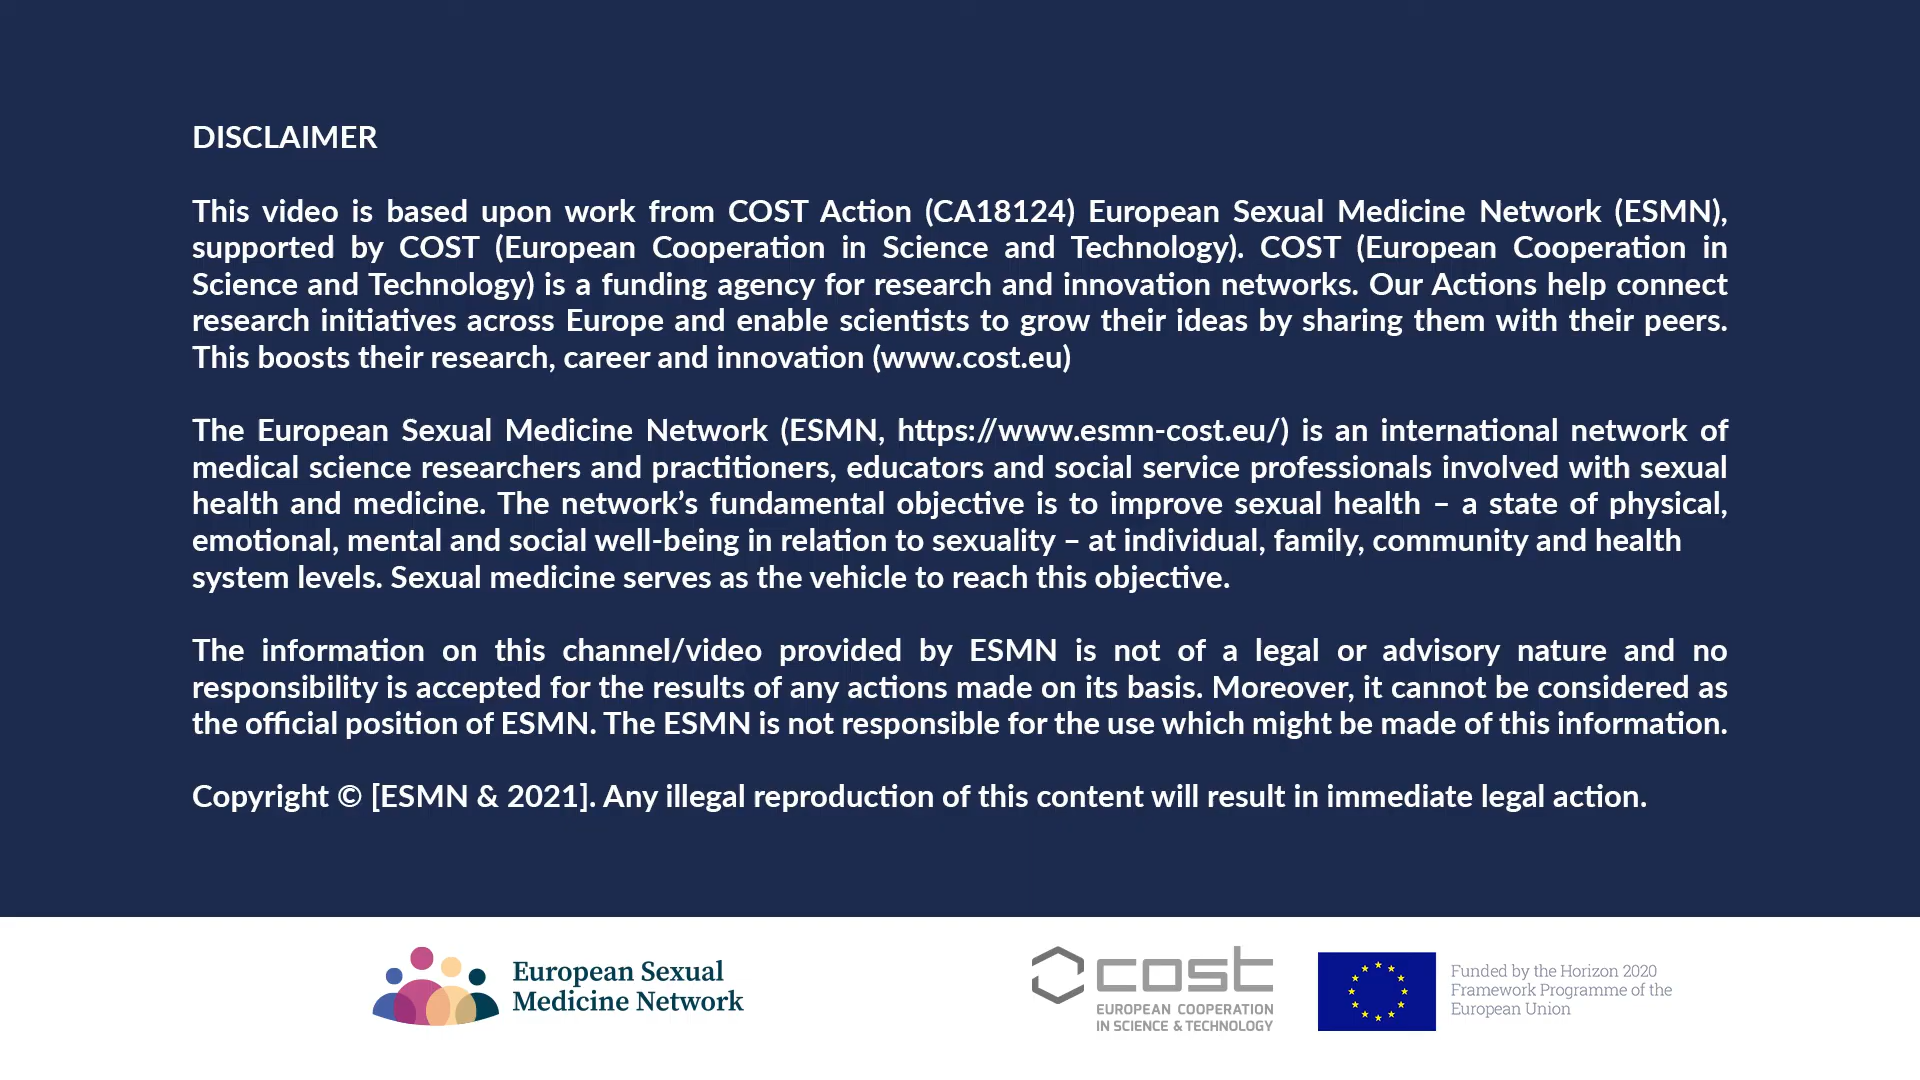 DISCLAIMER
This video is based upon work from COST Action (CA18124) European Sexual Medicine Network (ESMN),
supported by COST (European Cooperation in Science and Technology). COST (European Cooperation in
Science and Technology) is a funding agency for research and innovation networks. Our Actions help connect
research initiatives across Europe and enable scientists to grow their ideas by sharing them with their peers.
This boosts their research, career and innovation (www.cost.eu)
The European Sexual Medicine Network (ESMN, https://www.esmn-cost.eu/) is an international network of
medical science researchers and practitioners, educators and social service professionals involved with sexual
health and medicine. The network’s fundamental objective is to improve sexual health – a state of physical,
emotional, mental and social well-being in relation to sexuality – at individual, family, community and health
system levels. Sexual medicine serves as the vehicle to reach this objective.
The information on this channel/video provided by ESMN is not of a legal or advisory nature and no
responsibility is accepted for the results of any actions made on its basis. Moreover, it cannot be considered as
the official position of ESMN. The ESMN is not responsible for the use which might be made of this information.
Copyright © [ESMN & 2021]. Any illegal reproduction of this content will result in immediate legal action.
European Sexual
Medicine Network
cost
EUROPEAN COOPERATION
IN SCIENCE & TECHNOLOGY
Funded by the Horizon 2020
Framework Programme of the
European Union